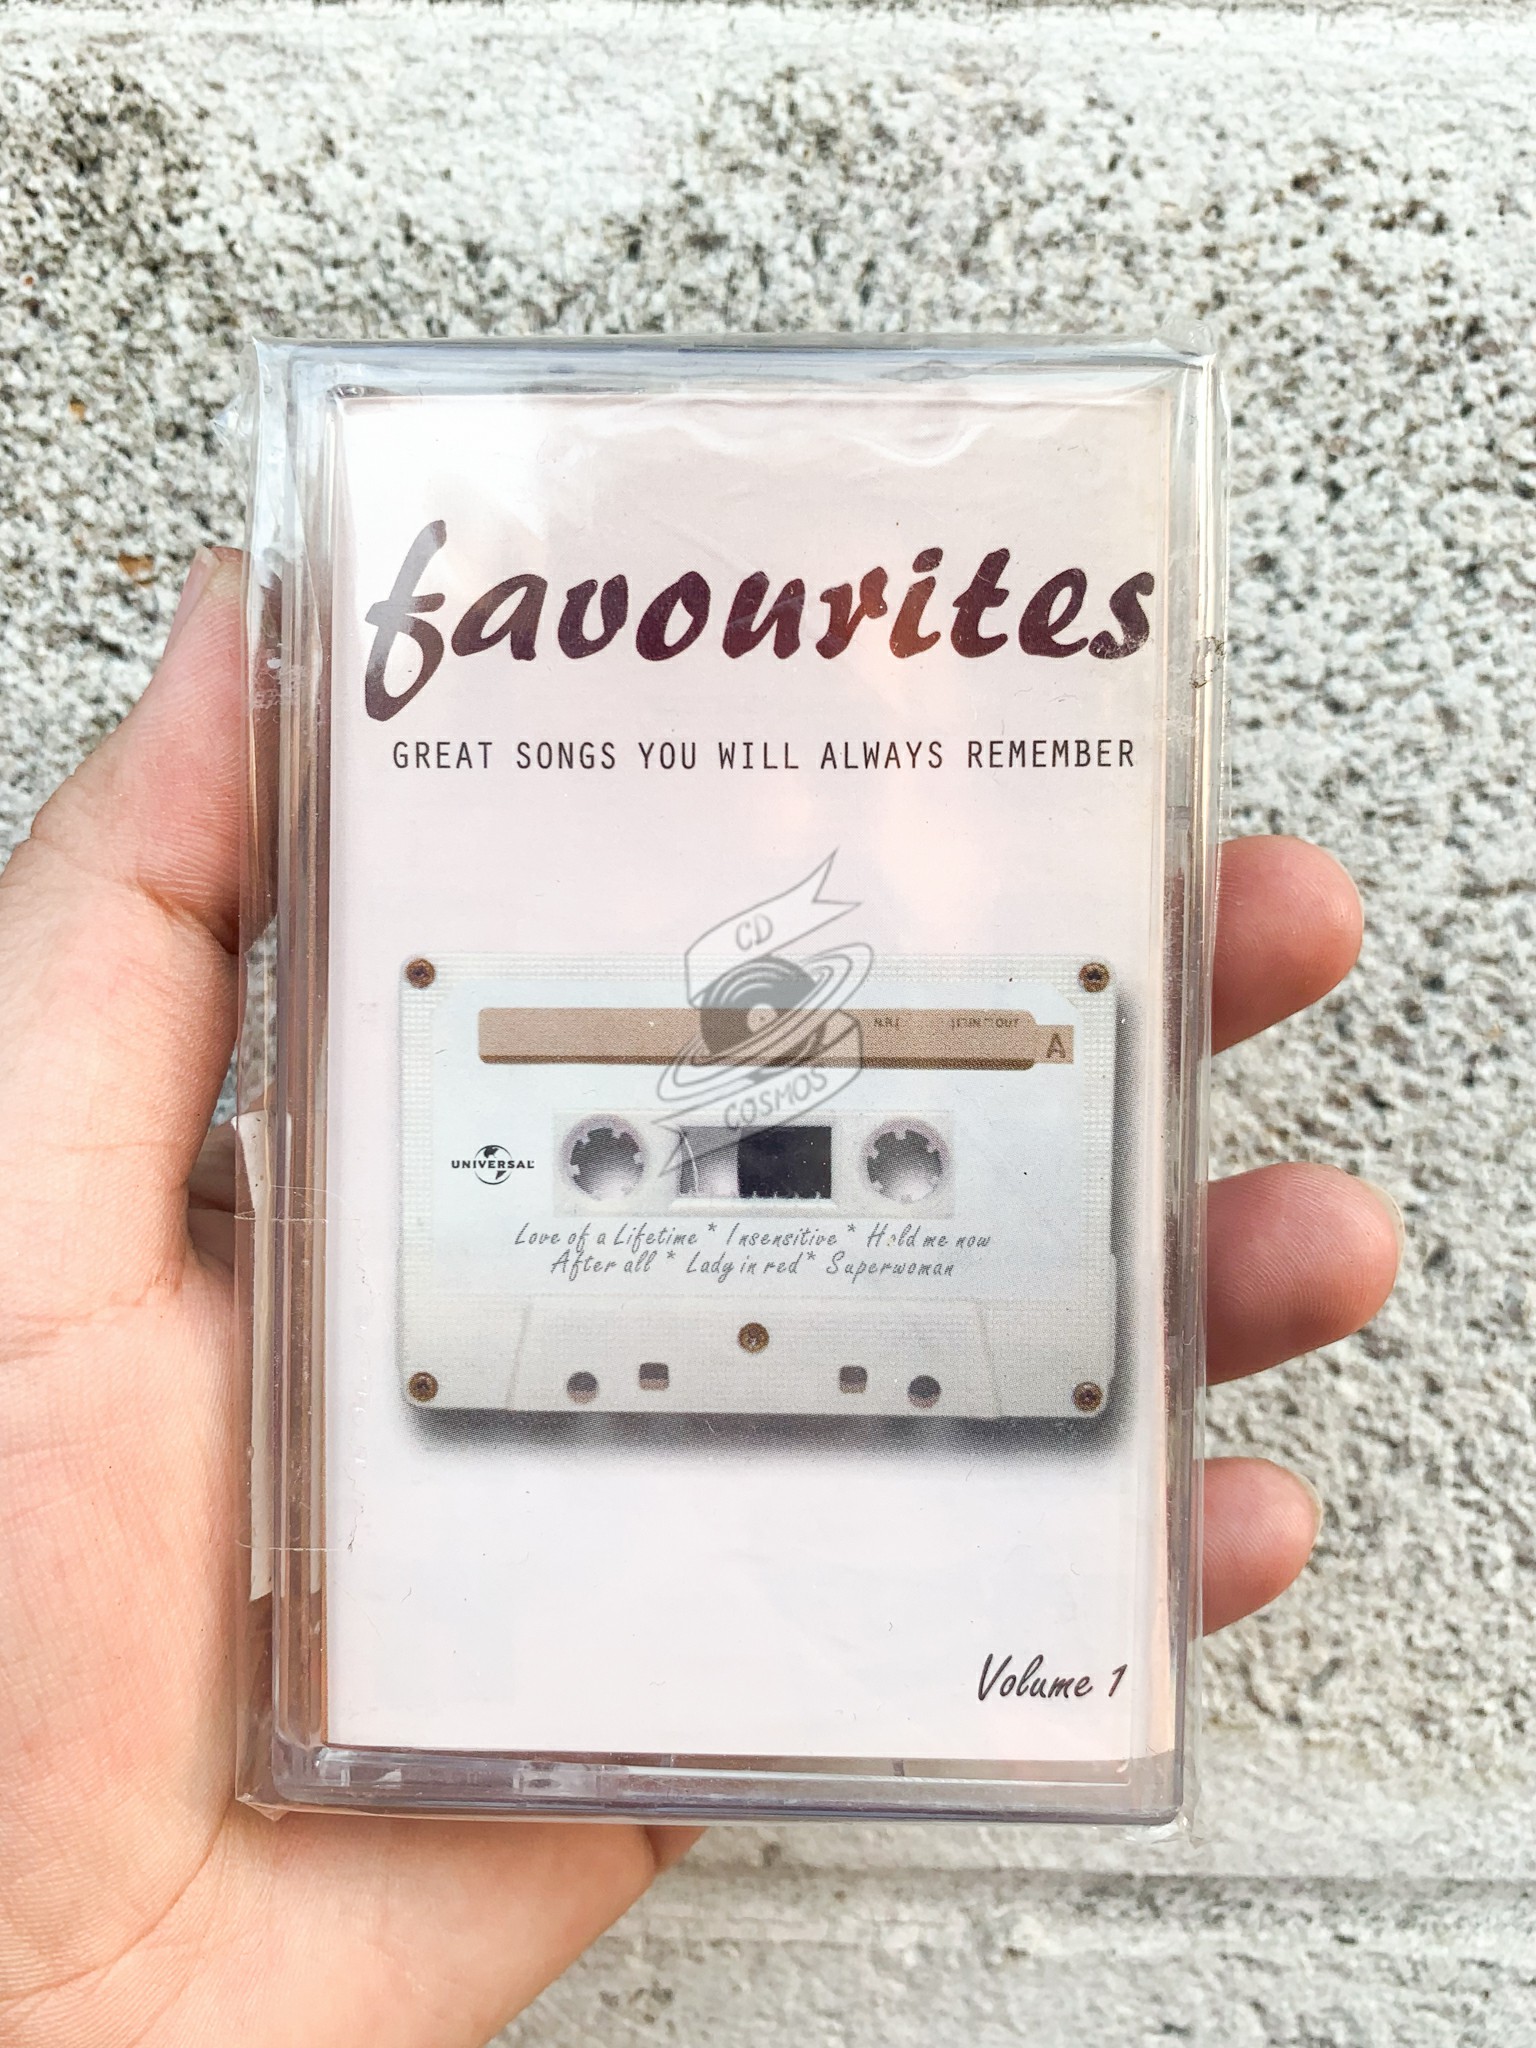 favourites
GREAT SONGS YOU WILL ALWAYS REMEMBER
CD
COSMOS
A
UNIVERSAL
Love of a Lifetime * Insensitive * Hold me now
After all * Lady in red * Superwoman
Volume 1